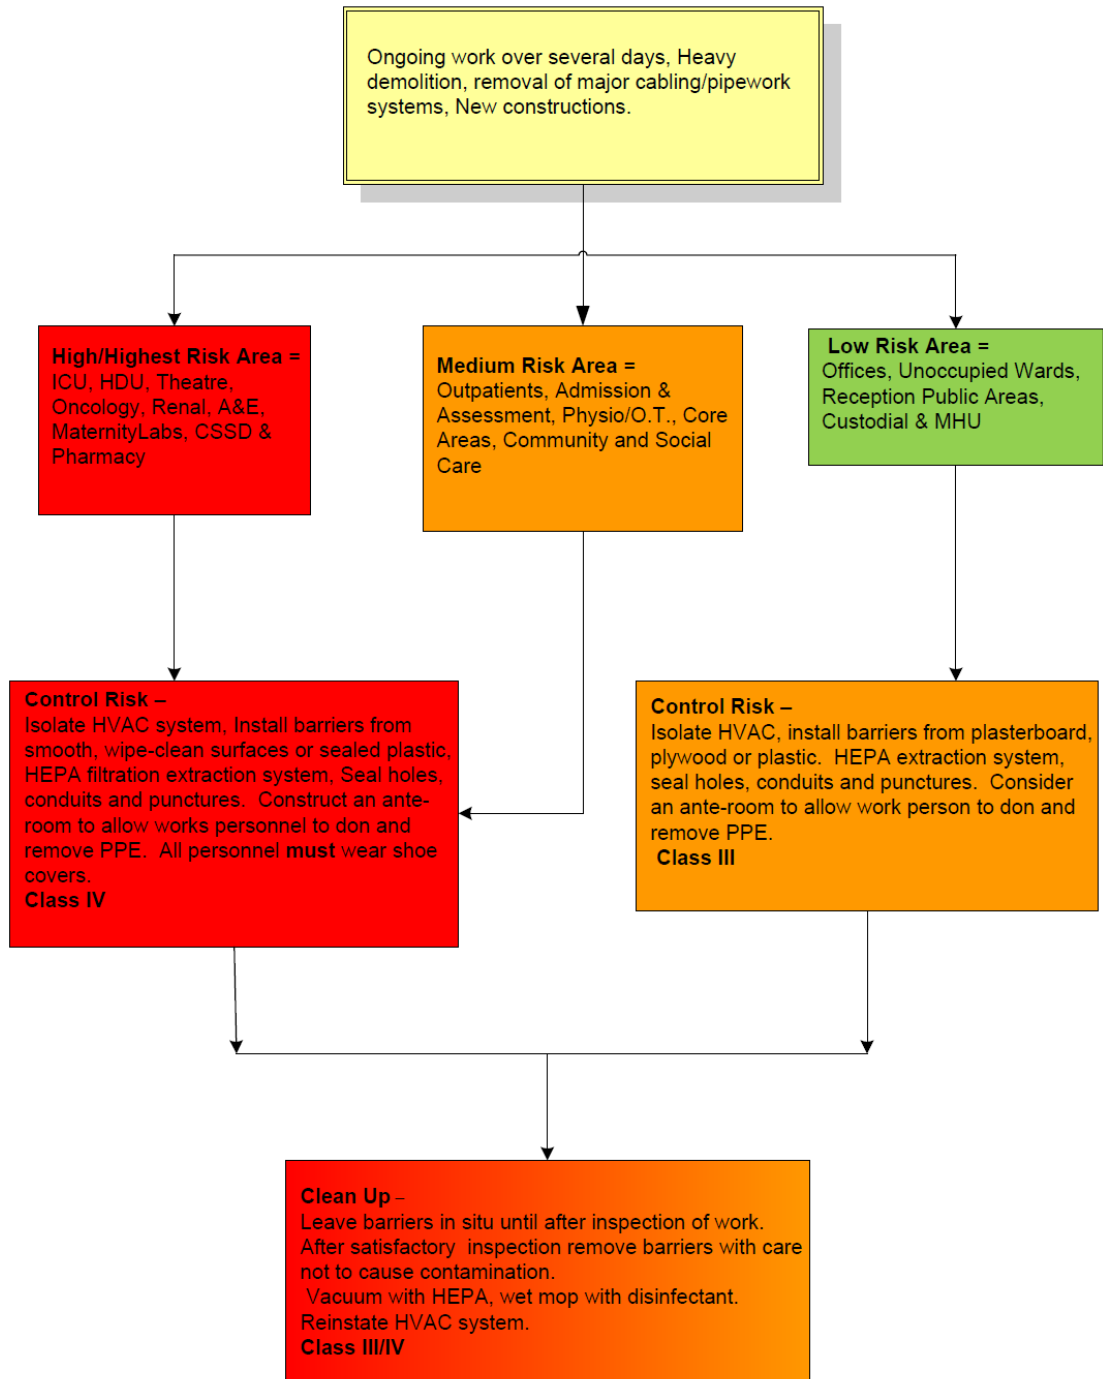 Ongoing work over several days, Heavy
demolition, removal of major cabling/pipework
systems, New constructions.
High/Highest Risk Area =
ICU, HDU, Theatre,
Oncology, Renal, A&E,
MaternityLabs, CSSD &
Pharmacy
Medium Risk Area =
Outpatients, Admission &
Assessment, Physio/O.T., Core
Areas, Community and Social
Care
Low Risk Area =
Offices, Unoccupied Wards,
Reception Public Areas,
Custodial & MHU
Control Risk –
Isolate HVAC system, Install barriers from
smooth, wipe-clean surfaces or sealed plastic,
HEPA filtration extraction system, Seal holes,
conduits and punctures. Construct an ante-
room to allow works personnel to don and
remove PPE. All personnel must wear shoe
covers.
Class IV
Control Risk –
Isolate HVAC, install barriers from plasterboard,
plywood or plastic. HEPA extraction system,
seal holes, conduits and punctures. Consider
an ante-room to allow work person to don and
remove PPE.
Class III
Clean Up –
Leave barriers in situ until after inspection of work.
After satisfactory inspection remove barriers with care
not to cause contamination.
Vacuum with HEPA, wet mop with disinfectant.
Reinstate HVAC system.
Class III/IV